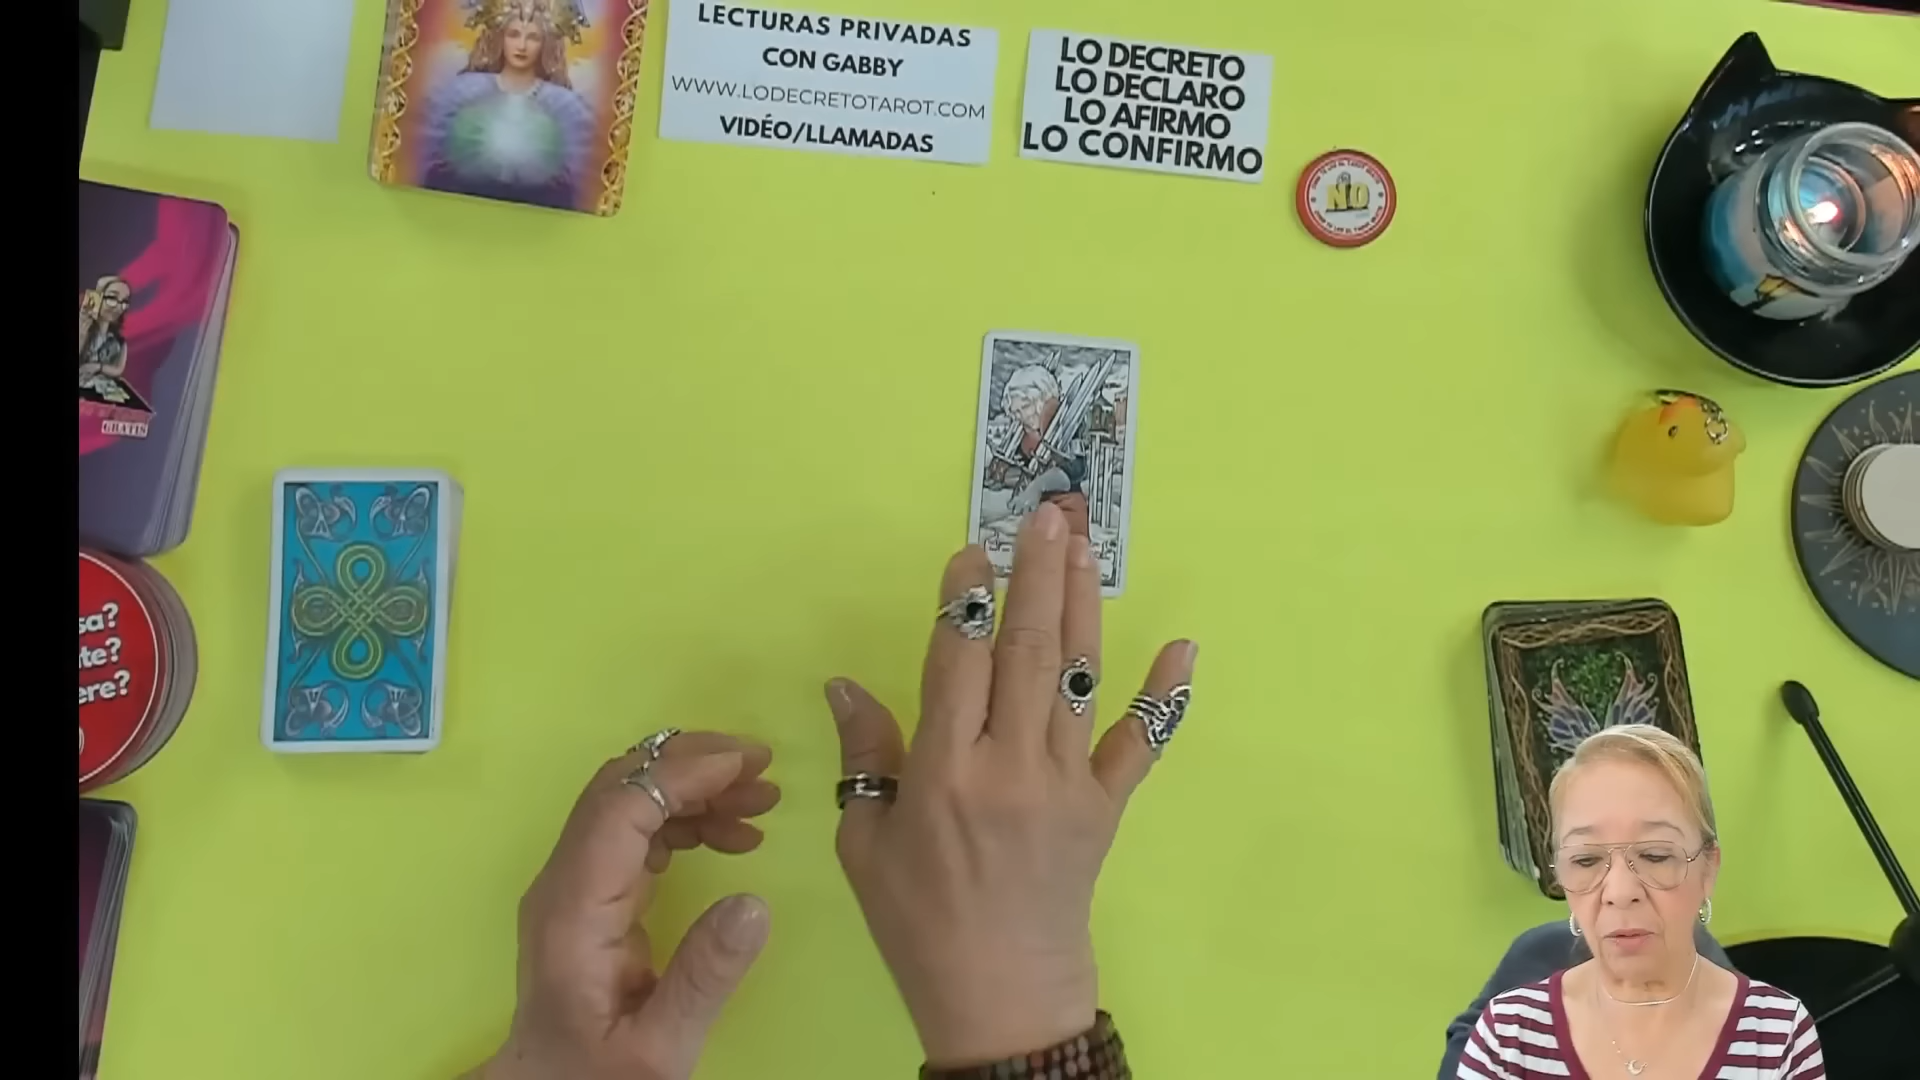 LECTURAS PRIVADAS
CON GABBY
WWW.LODECRETOTAROT.COM
VIDÉO/LLAMADAS
LO DECRETO
LO DECLARO
LO AFIRMO
LO CONFIRMO
NO
GRATIS
sa?
te?
ere?